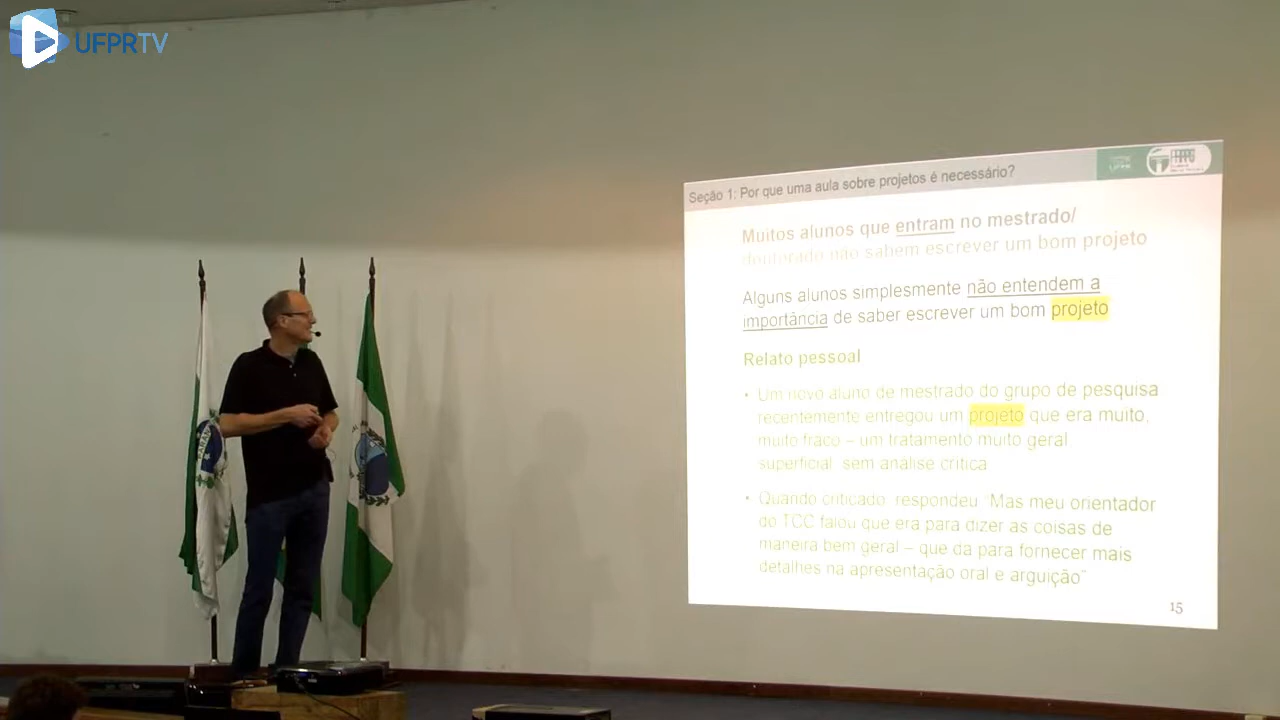 UFPRTV
Seção 1: Por que uma aula sobre projetos é necessário?
UFPR
Muitos alunos que entram no mestrado/
doutorado não sabem escrever um bom projeto
Alguns alunos simplesmente não entendem a
importância de saber escrever um bom projeto
Relato pessoal
• Um novo aluno de mestrado do grupo de pesquisa
recentemente entregou um projeto que era muito,
muito fraco – um tratamento muito geral
superficial, sem análise crítica
• Quando criticado, respondeu "Mas meu orientador
do TCC falou que era para dizer as coisas de
maneira bem geral – que dá para fornecer mais
detalhes na apresentação oral e arguição"
15